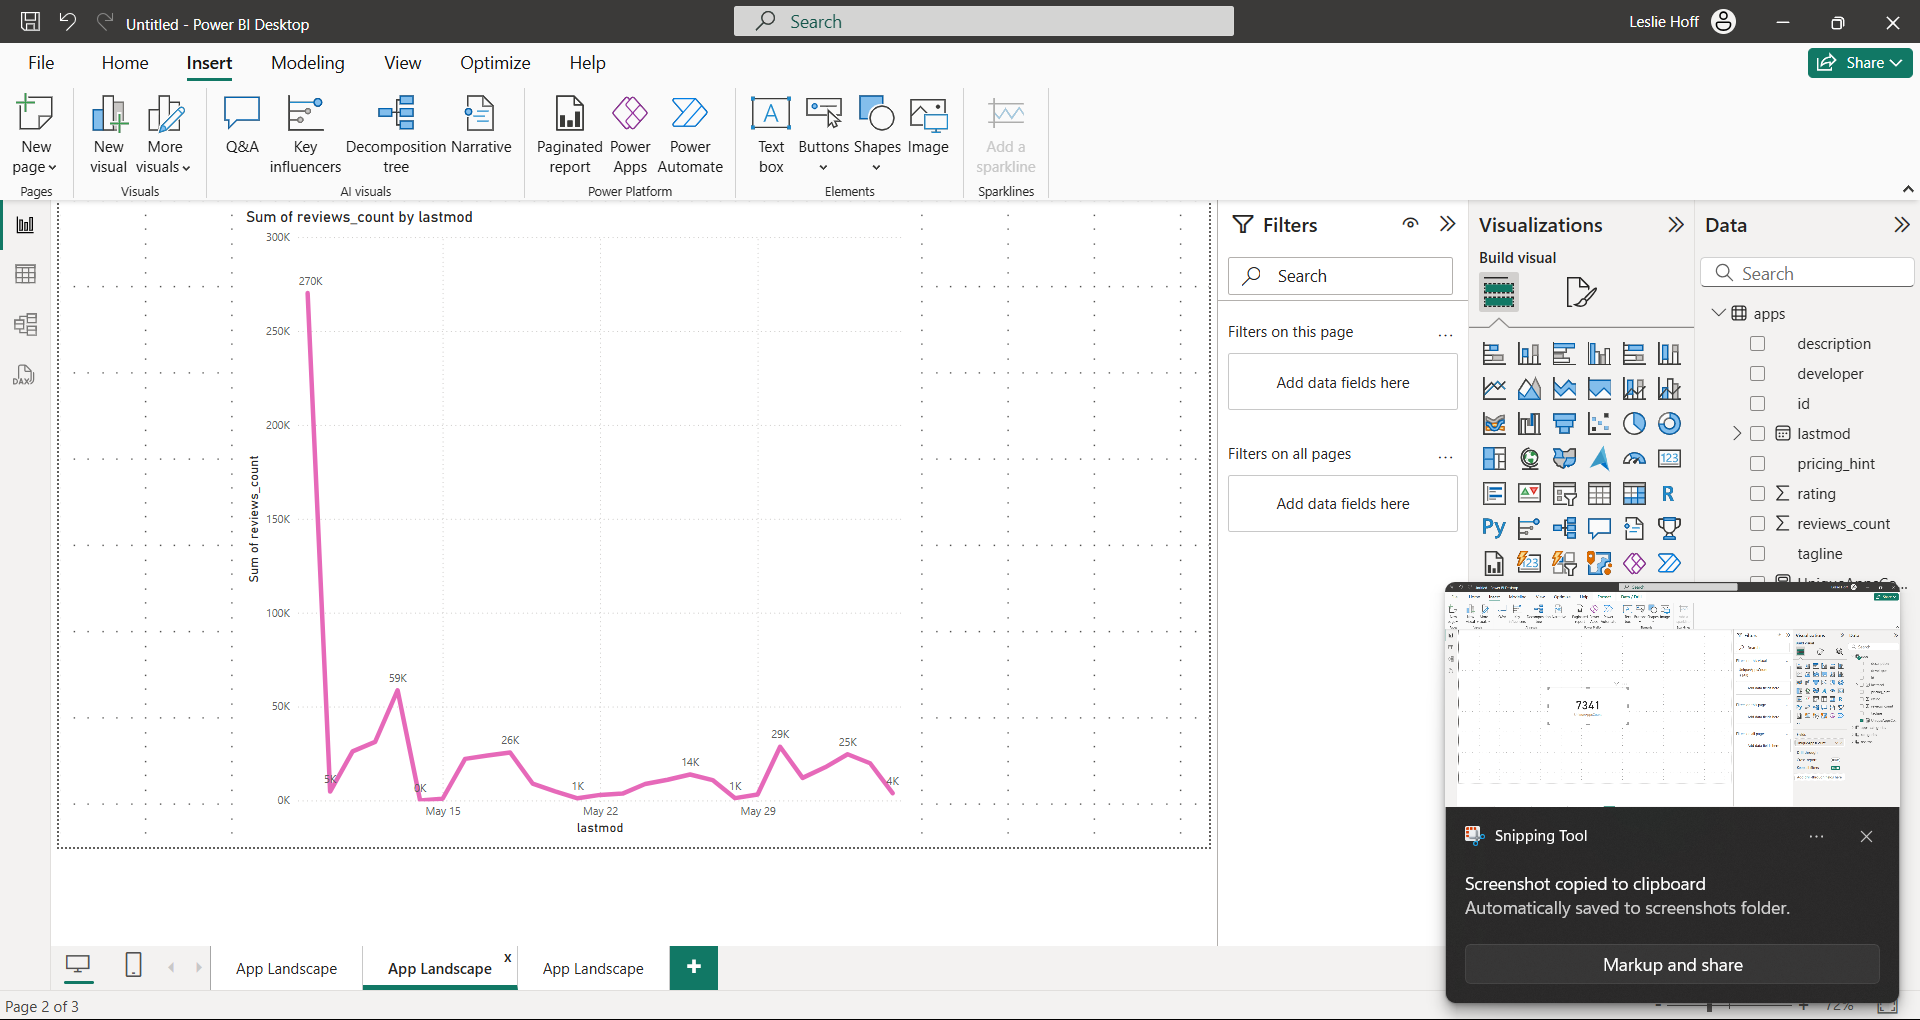 Untitled - Power BI Desktop
Search
Leslie Hoff
File Home Insert Modeling View Optimize Help
Share
New page
New visual
More visuals
Q&A
Key influencers
Decomposition tree
Narrative
Paginated report
Power Apps
Power Automate
Text box
Buttons
Shapes
Image
Add a sparkline
Pages
Visuals
AI visuals
Power Platform
Elements
Sparklines
Sum of reviews_count by lastmod
300K
250K
200K
150K
100K
50K
0K
Sum of reviews_count
270K
5K
59K
0K
26K
1K
14K
1K
29K
25K
4K
May 15
May 22
May 29
lastmod
Filters
Search
Filters on this page
...
Add data fields here
Filters on all pages
...
Add data fields here
Visualizations
Build visual
123
R
Py
123
Data
Search
apps
description
developer
id
lastmod
pricing_hint
rating
reviews_count
tagline
DAX
7341
Snipping Tool
...
Screenshot copied to clipboard
Automatically saved to screenshots folder.
Markup and share
App Landscape
App Landscape
x
App Landscape
+
Page 2 of 3
72%